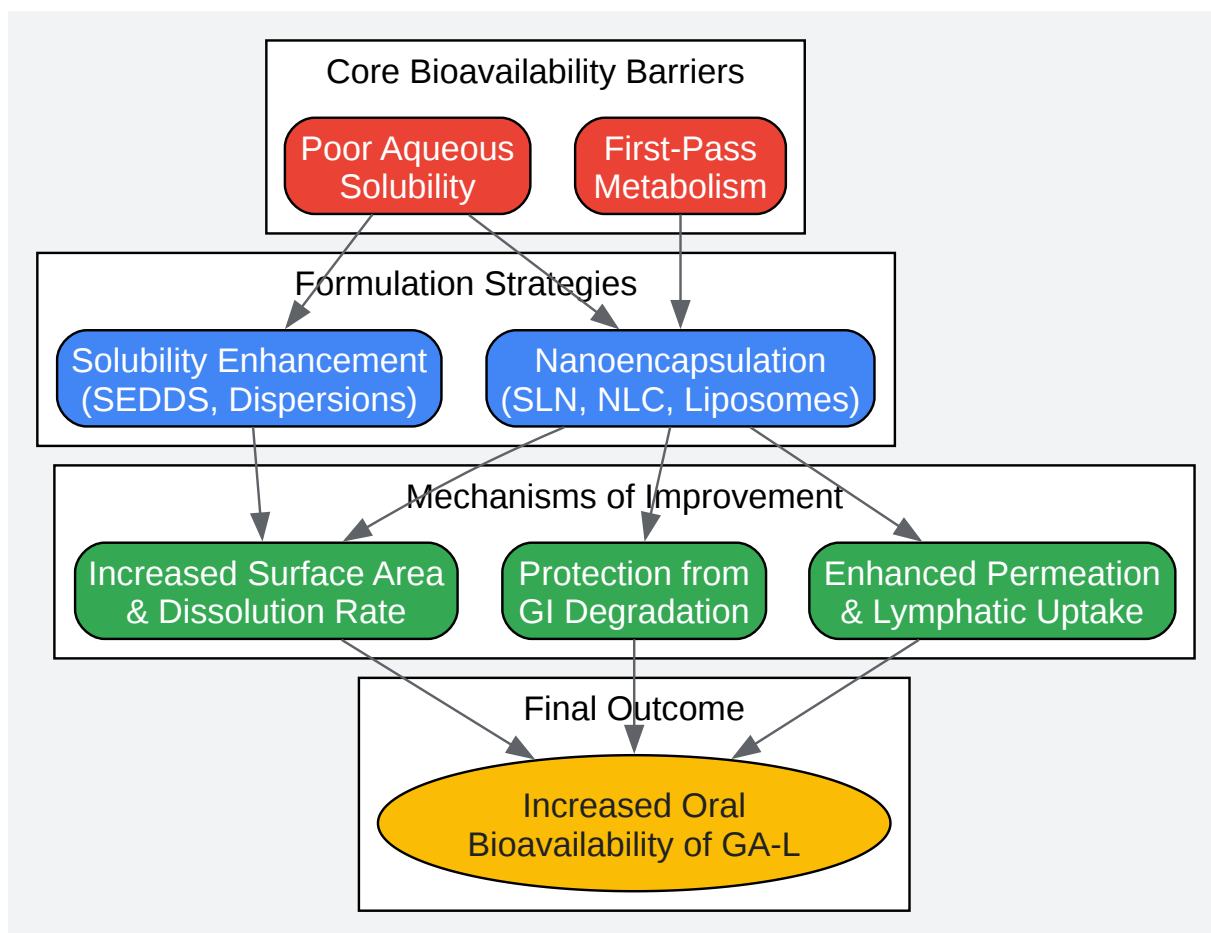 Core Bioavailability Barriers
Poor Aqueous
Solubility
First-Pass
Metabolism
Formulation Strategies
Solubility Enhancement
(SEDDS, Dispersions)
Nanoencapsulation
(SLN, NLC, Liposomes)
Mechanisms of Improvement
Increased Surface Area
& Dissolution Rate
Protection from
GI Degradation
Enhanced Permeation
& Lymphatic Uptake
Final Outcome
Increased Oral
Bioavailability of GA-L